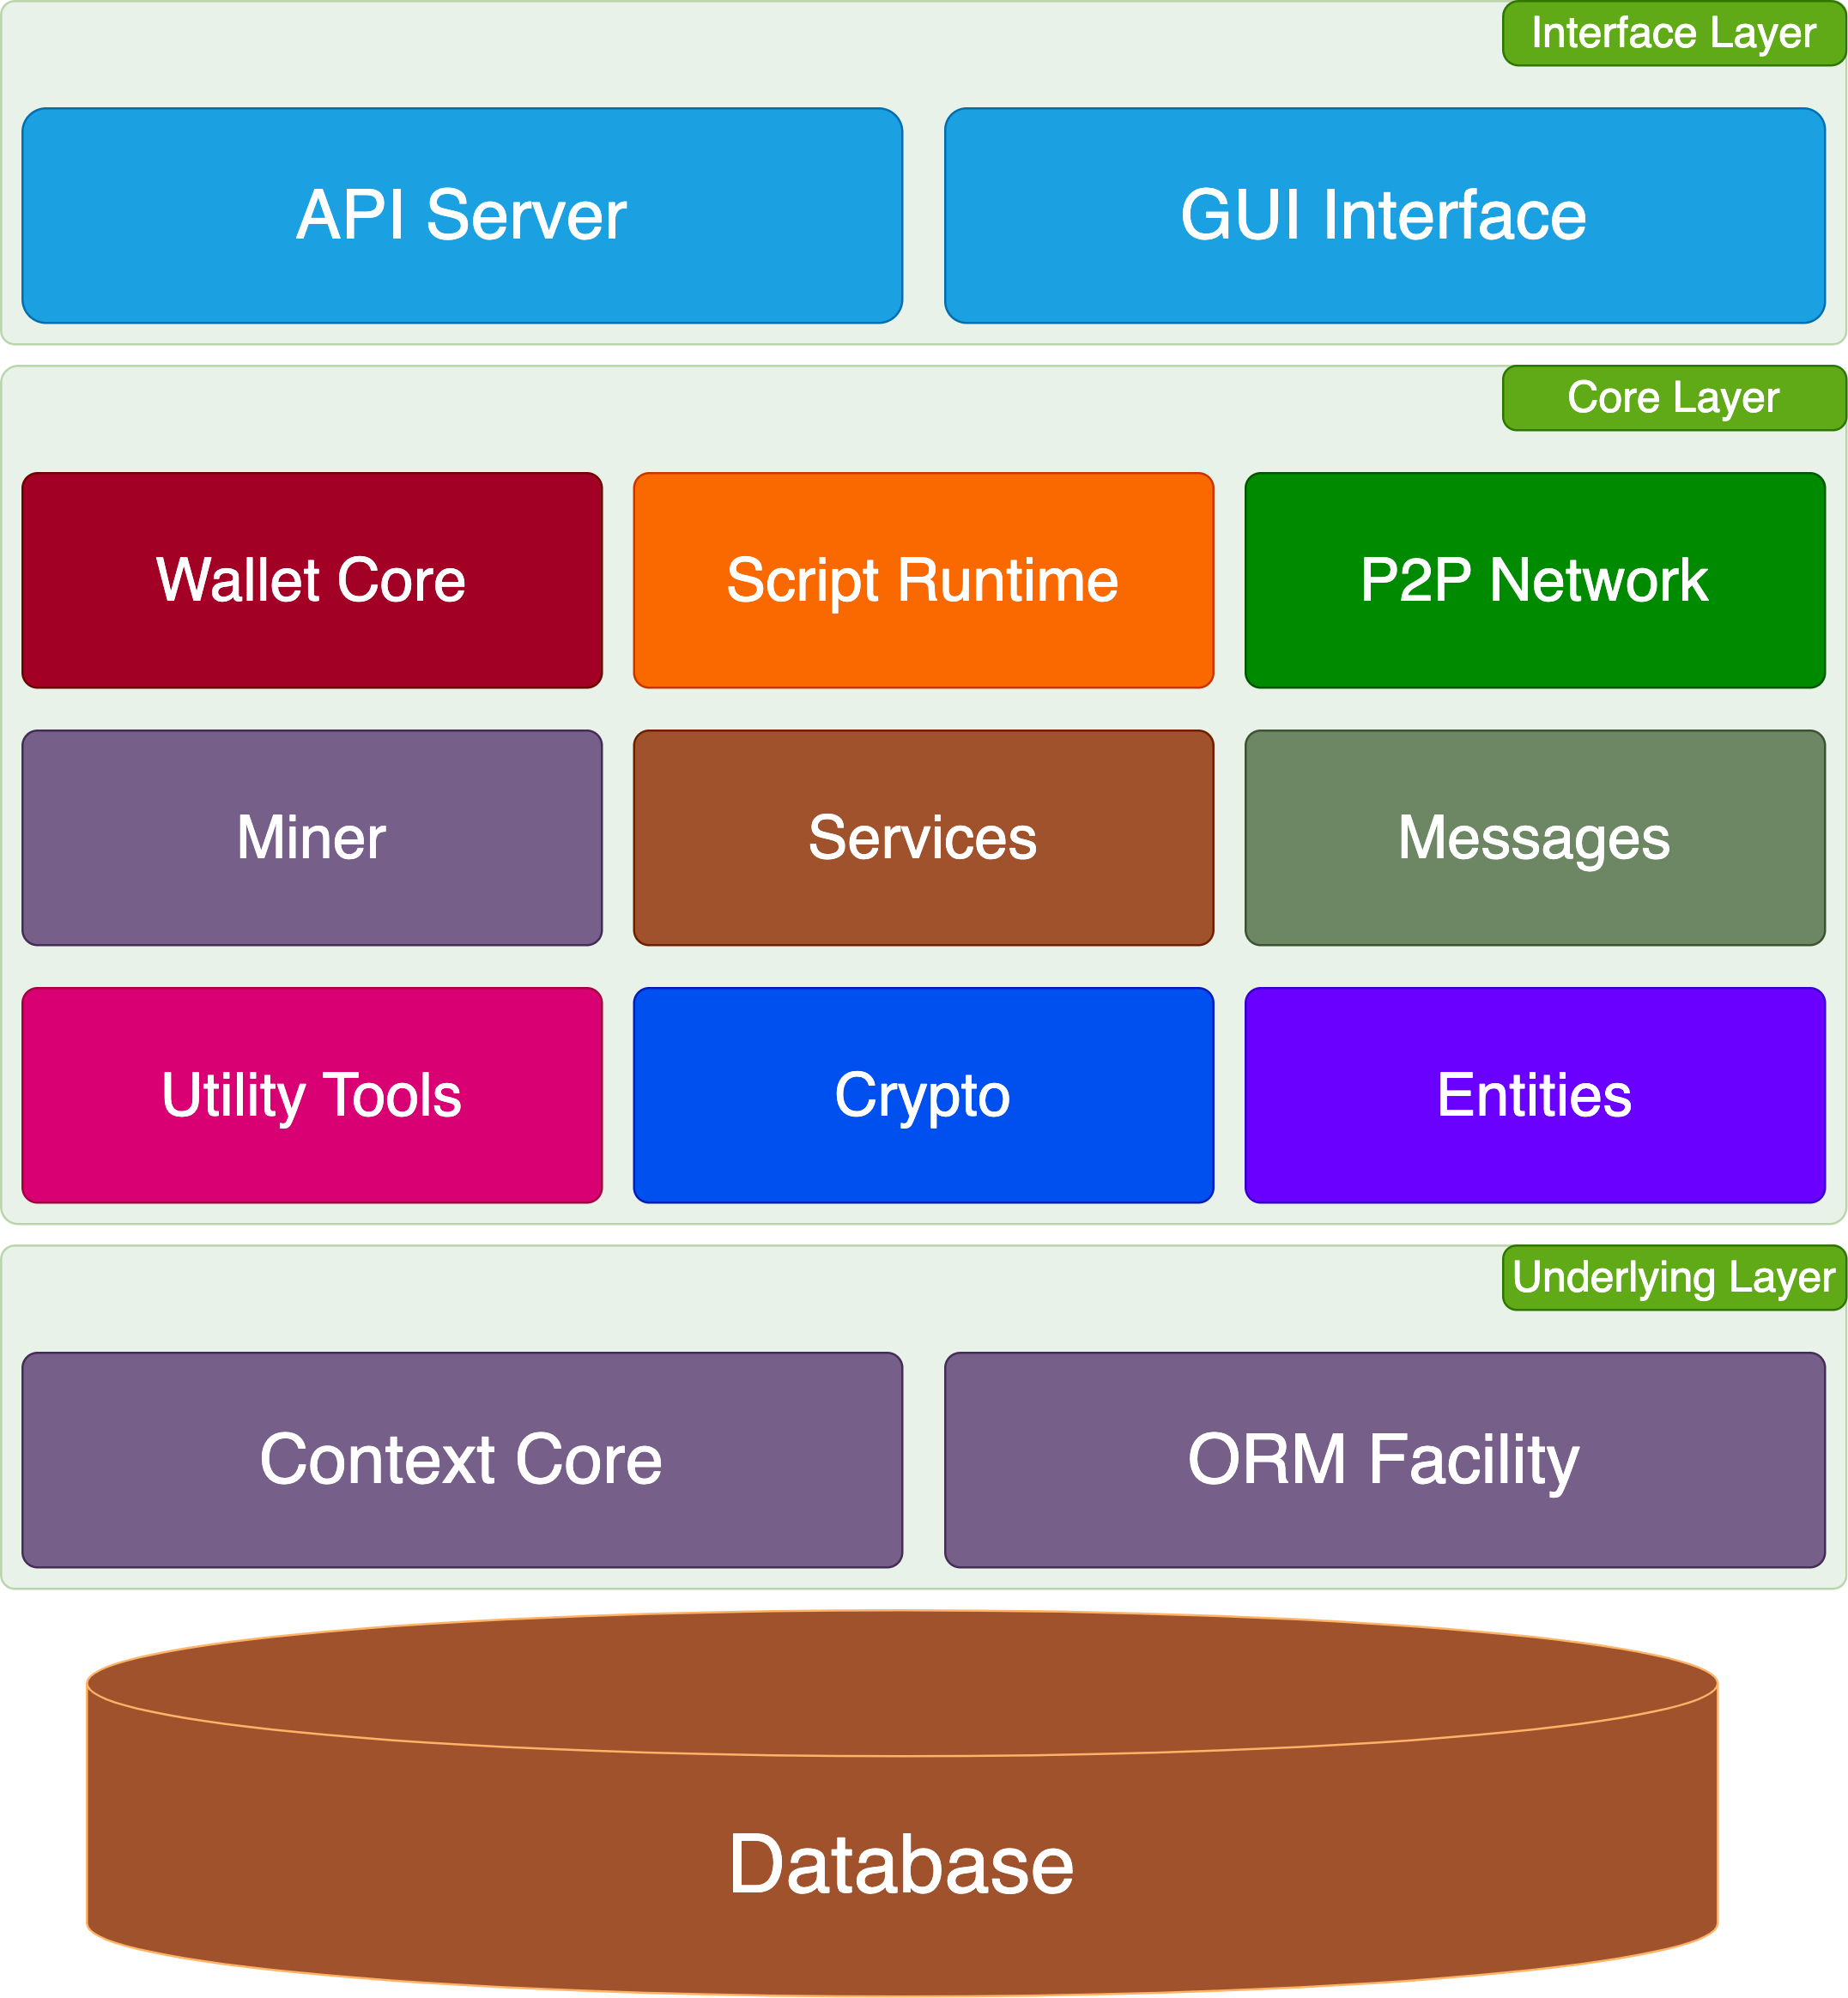 Interface Layer
API Server
GUI Interface
Core Layer
Wallet Core
Script Runtime
P2P Network
Miner
Services
Messages
Utility Tools
Crypto
Entities
Underlying Layer
Context Core
ORM Facility
Database